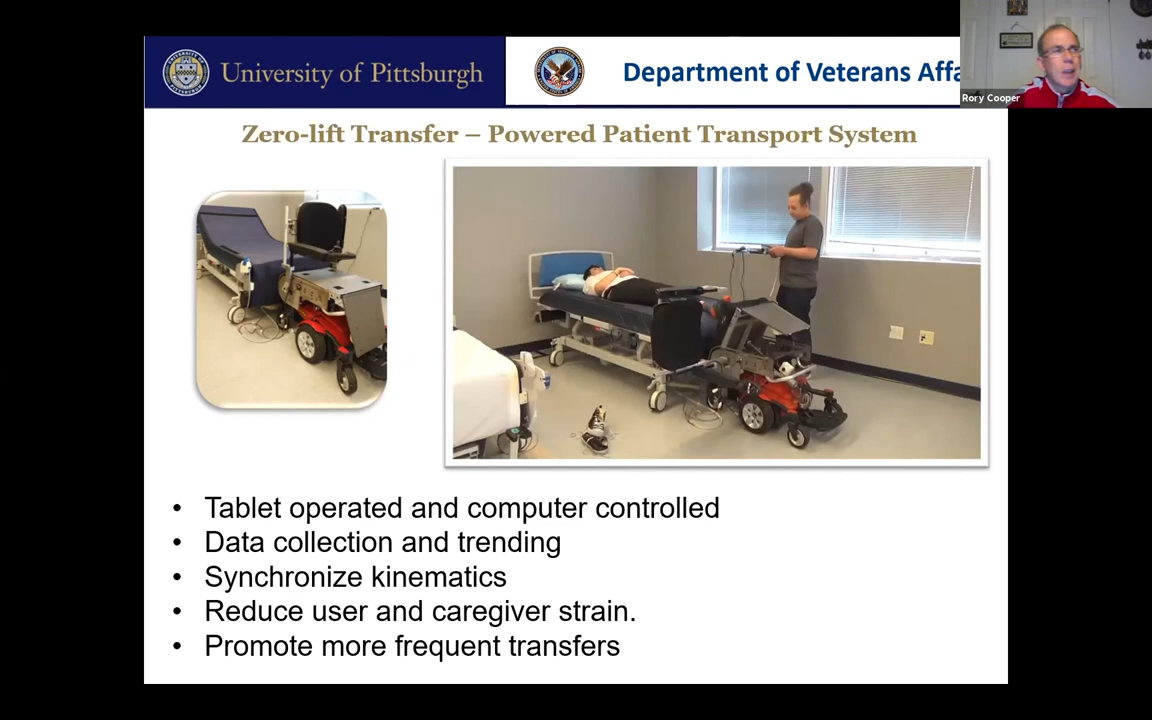 University of Pittsburgh
Department of Veterans Affa
Rory Cooper
Zero-lift Transfer – Powered Patient Transport System
• Tablet operated and computer controlled
• Data collection and trending
• Synchronize kinematics
• Reduce user and caregiver strain.
• Promote more frequent transfers